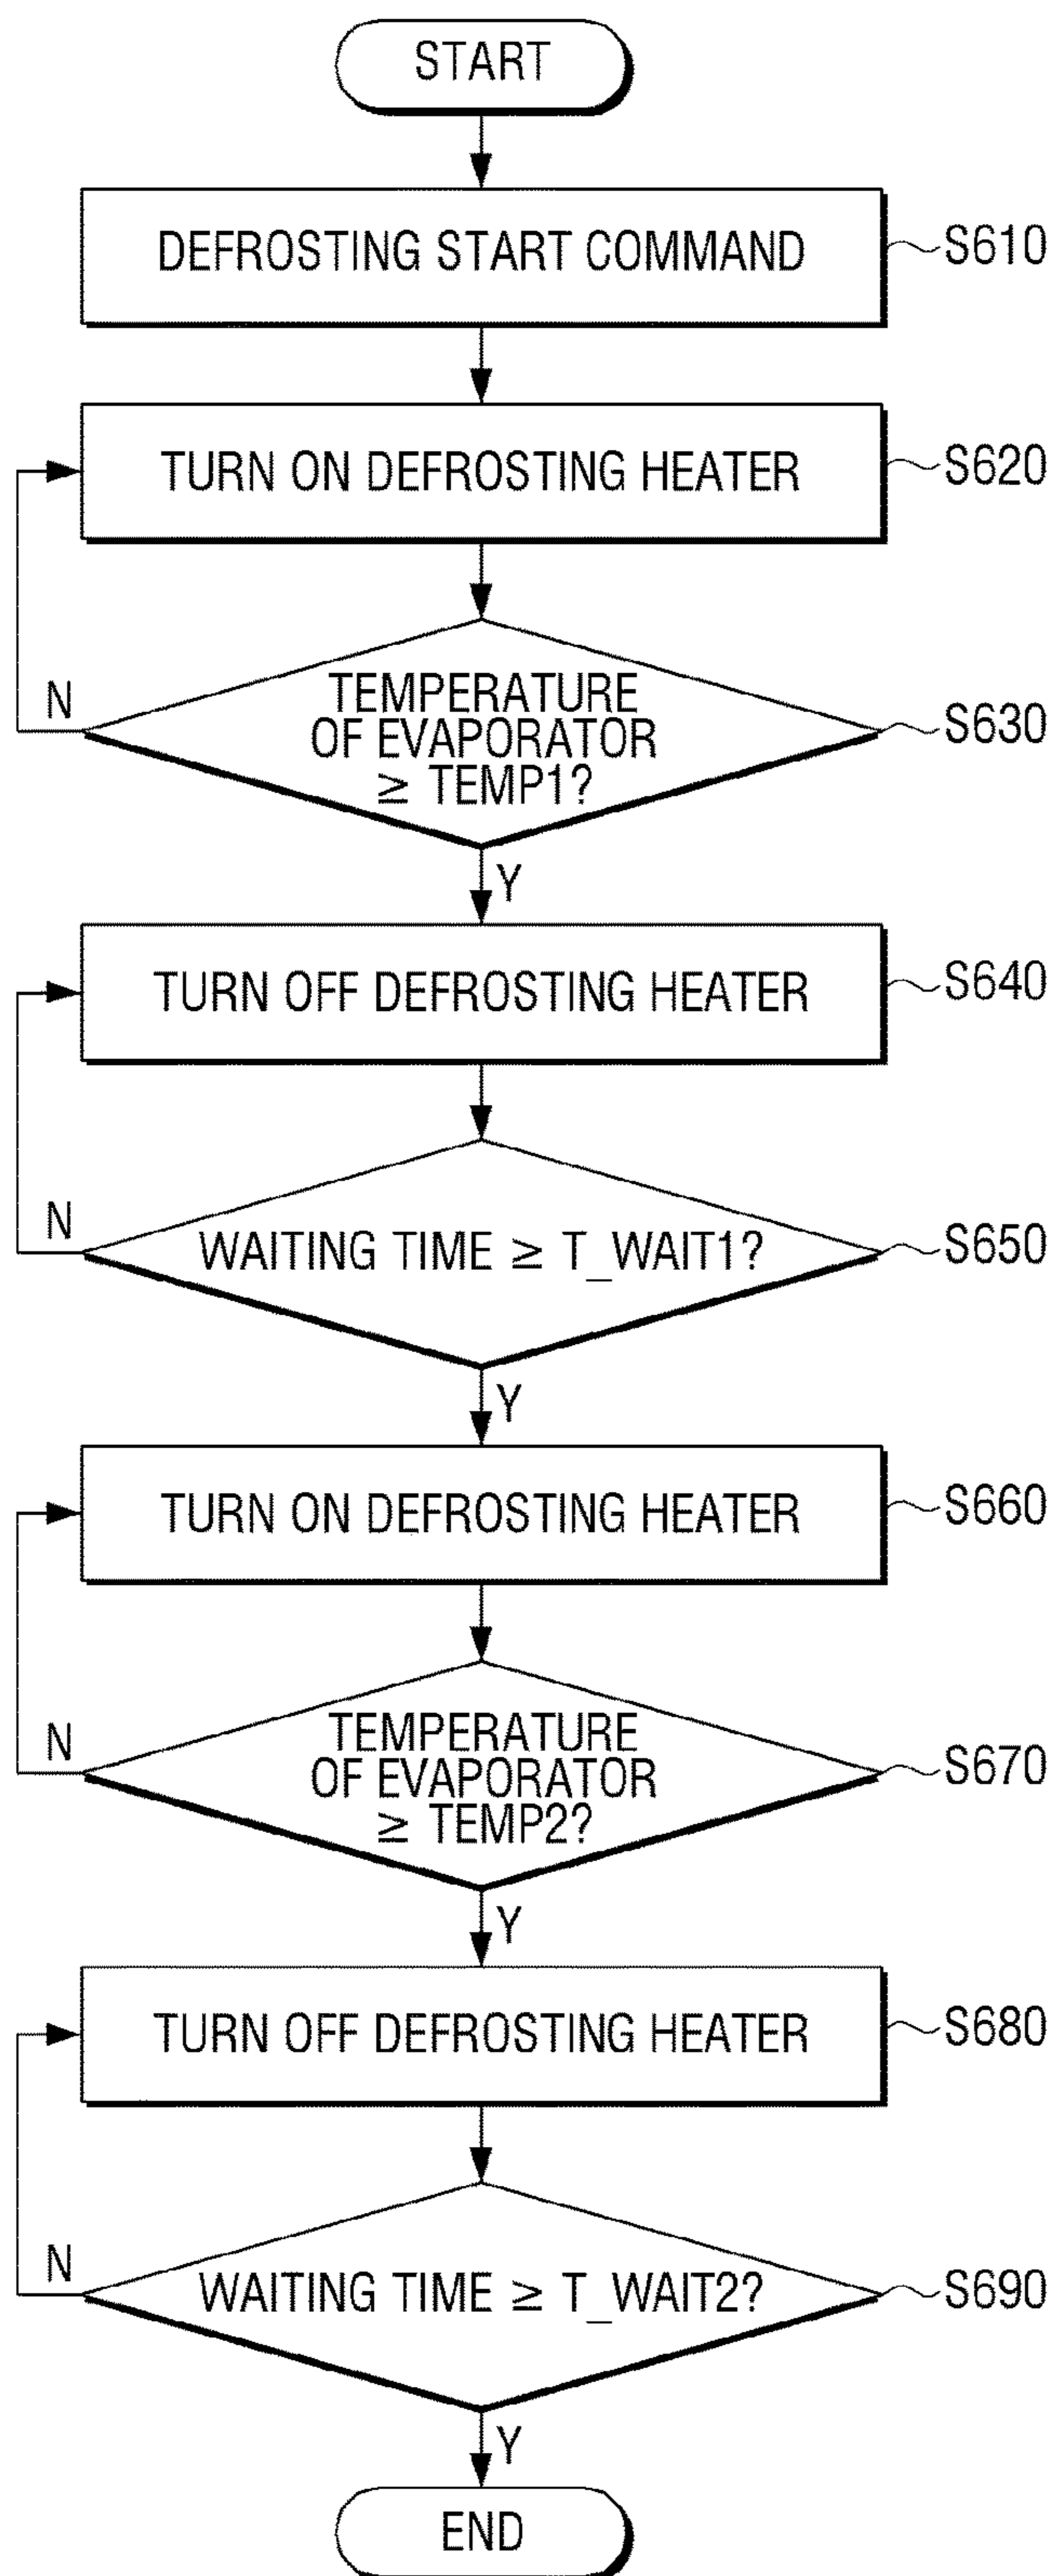 START
DEFROSTING START COMMAND
S610
TURN ON DEFROSTING HEATER
S620
TEMPERATURE
OF EVAPORATOR
≥ TEMP1?
S630
N
Y
TURN OFF DEFROSTING HEATER
S640
WAITING TIME ≥ T_WAIT1?
S650
N
Y
TURN ON DEFROSTING HEATER
S660
TEMPERATURE
OF EVAPORATOR
≥ TEMP2?
S670
N
Y
TURN OFF DEFROSTING HEATER
S680
WAITING TIME ≥ T_WAIT2?
S690
N
Y
END